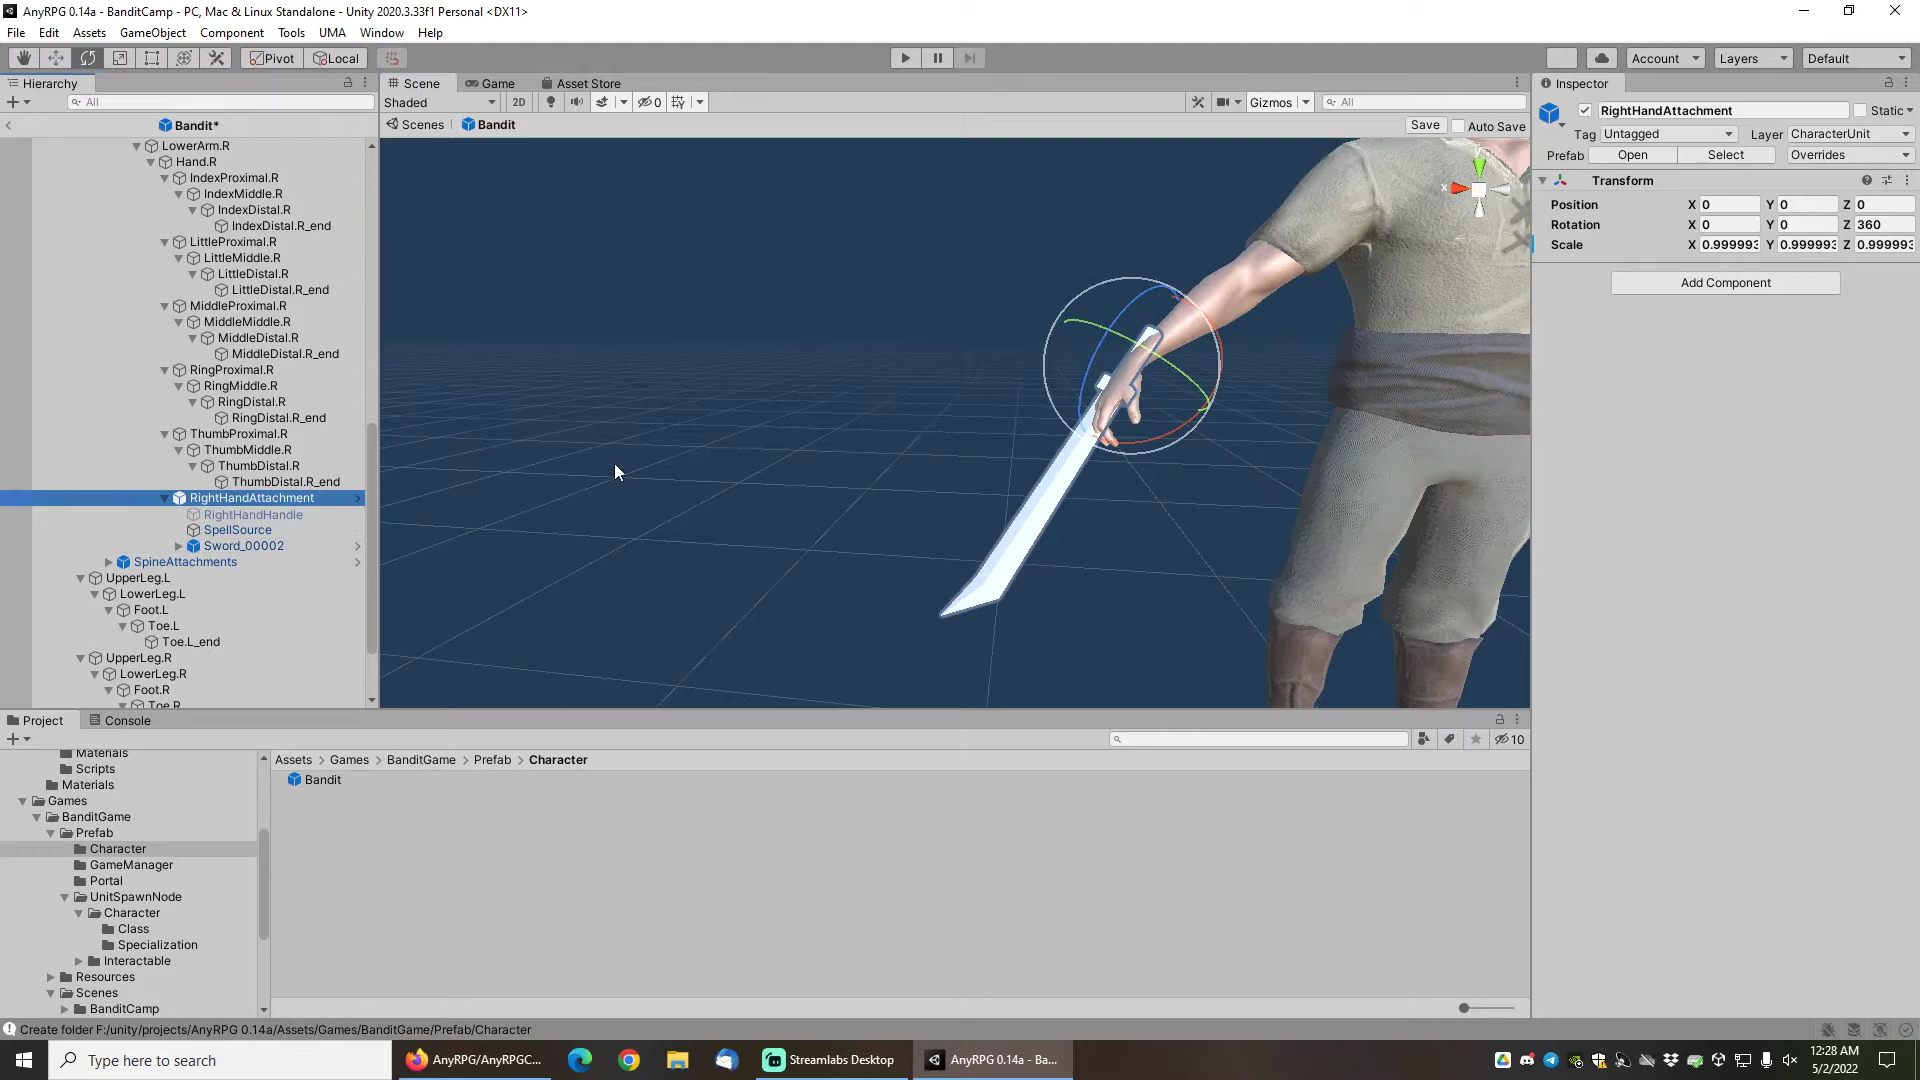 AnyRPG 0.14a - BanditCamp - PC, Mac & Linux Standalone - Unity 2020.3.33f1 Personal <DX11>
File Edit Assets GameObject Component Tools UMA Window Help
Pivot Local Account Layers Default
Hierarchy Scene Game Asset Store Inspector
All Shaded 2D 0 Gizmos All
Bandit* Scenes Bandit Save Auto Save
RightHandAttachment Static
Tag Untagged Layer CharacterUnit
Prefab Open Select Overrides
Transform
Position X 0 Y 0 Z 0
Rotation X 0 Y 0 Z 360
Scale X 0.999993 Y 0.999993 Z 0.999993
Add Component
X
LowerArm.R
Hand.R
IndexProximal.R
IndexMiddle.R
IndexDistal.R
IndexDistal.R_end
LittleProximal.R
LittleMiddle.R
LittleDistal.R
LittleDistal.R_end
MiddleProximal.R
MiddleMiddle.R
MiddleDistal.R
MiddleDistal.R_end
RingProximal.R
RingMiddle.R
RingDistal.R
RingDistal.R_end
ThumbProximal.R
ThumbMiddle.R
ThumbDistal.R
ThumbDistal.R_end
RightHandAttachment
RightHandHandle
SpellSource
Sword_00002
SpineAttachments
UpperLeg.L
LowerLeg.L
Foot.L
Toe.L
Toe.L_end
UpperLeg.R
LowerLeg.R
Foot.R
Toe.R
Project Console
10
Materials
Scripts
Materials
Games
BanditGame
Prefab
Character
GameManager
Portal
UnitSpawnNode
Character
Class
Specialization
Interactable
Resources
Scenes
BanditCamp
Assets > Games > BanditGame > Prefab > Character
Bandit
Create folder F:/unity/projects/AnyRPG 0.14a/Assets/Games/BanditGame/Prefab/Character
Type here to search
AnyRPG/AnyRPGC...
Streamlabs Desktop
AnyRPG 0.14a - Ba...
12:28 AM
5/2/2022